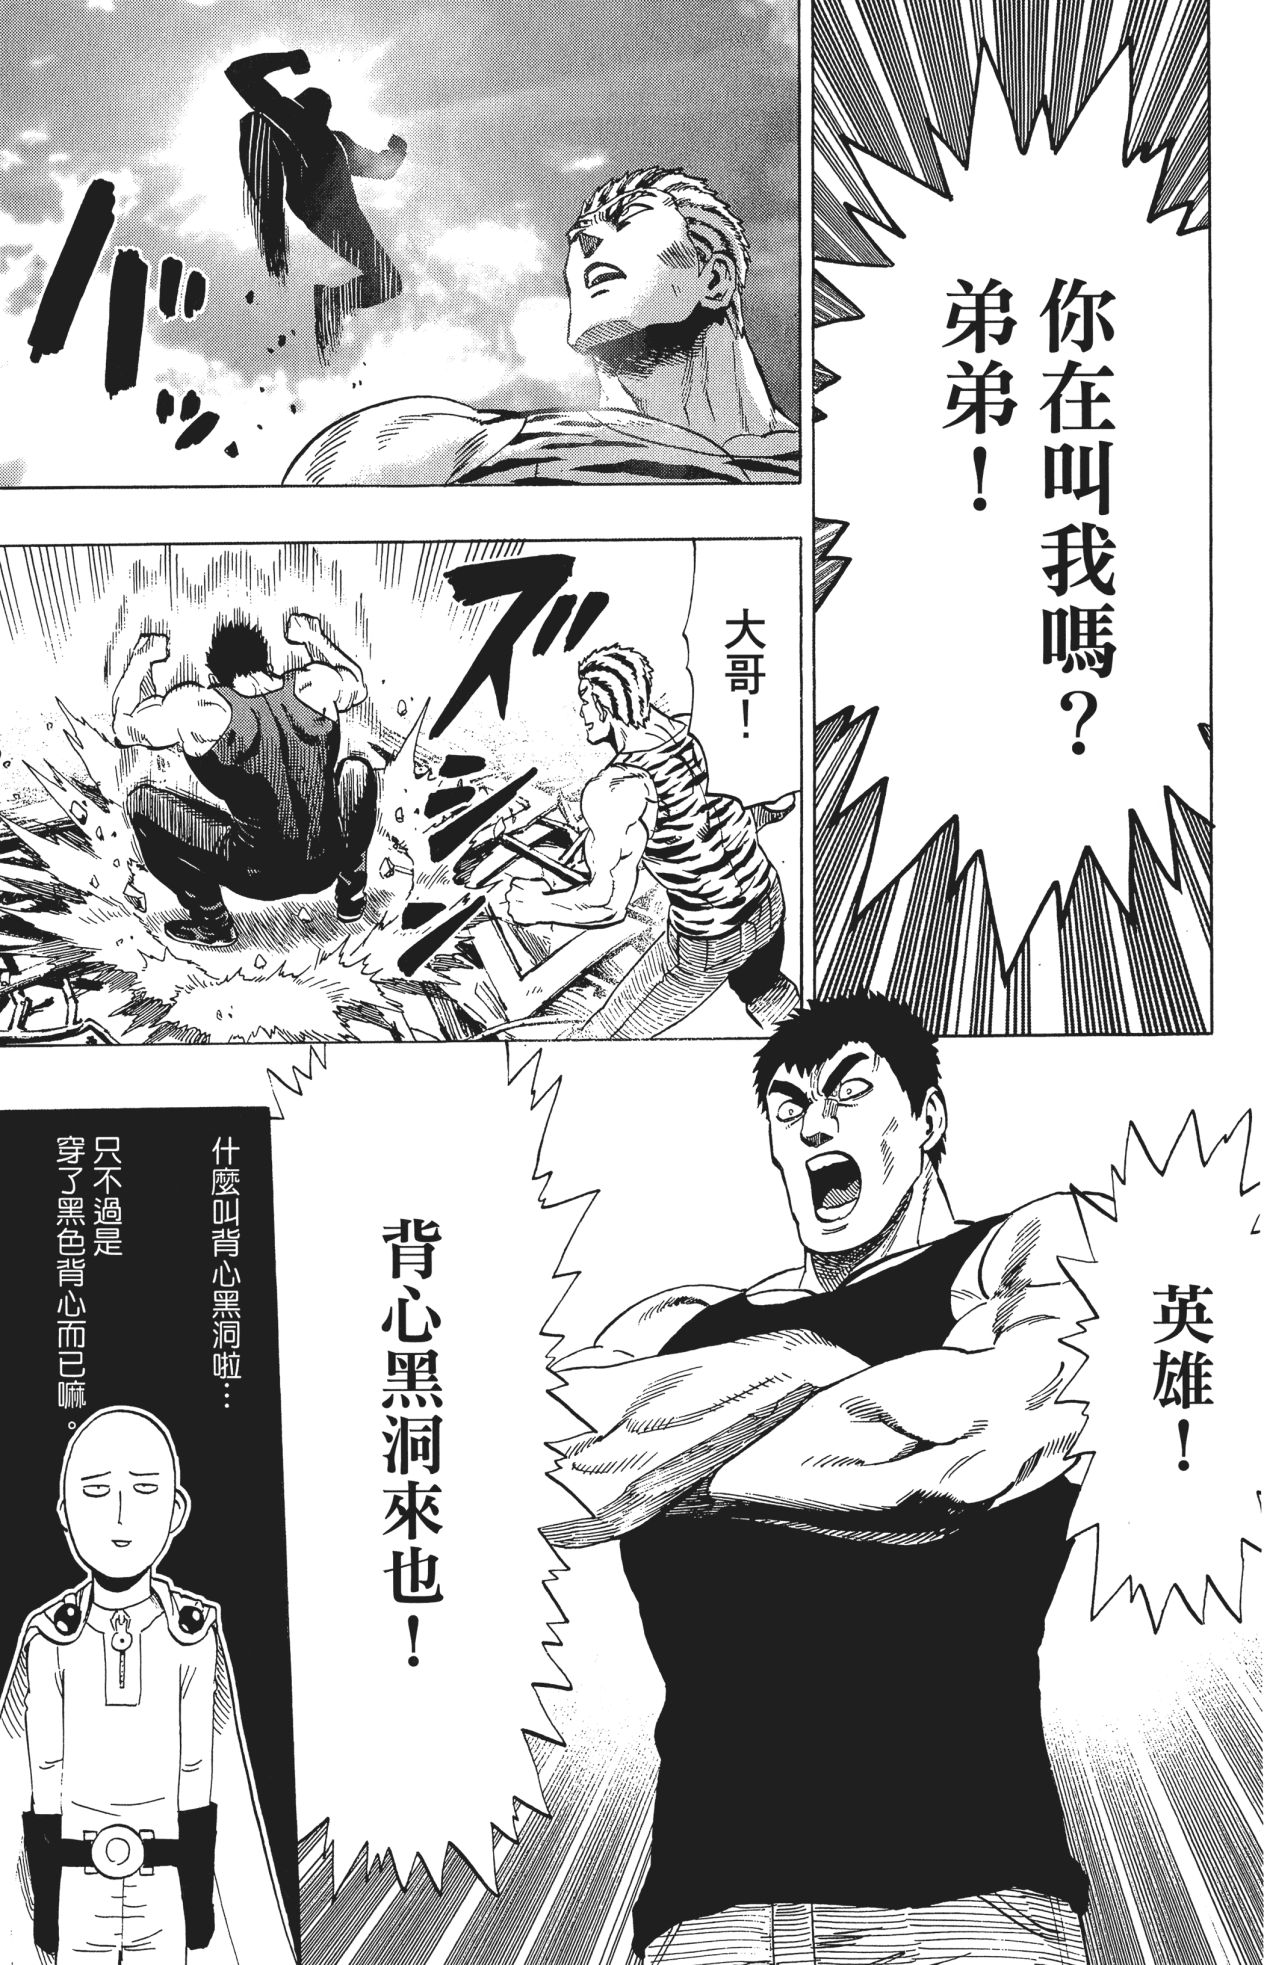 你在叫我嗎？
弟弟！
ダッ
大哥！
ズシン
英雄！
背心黑洞來也！
什麼叫背心黑洞啦…
只不過是
穿了黑色背心而已嘛。